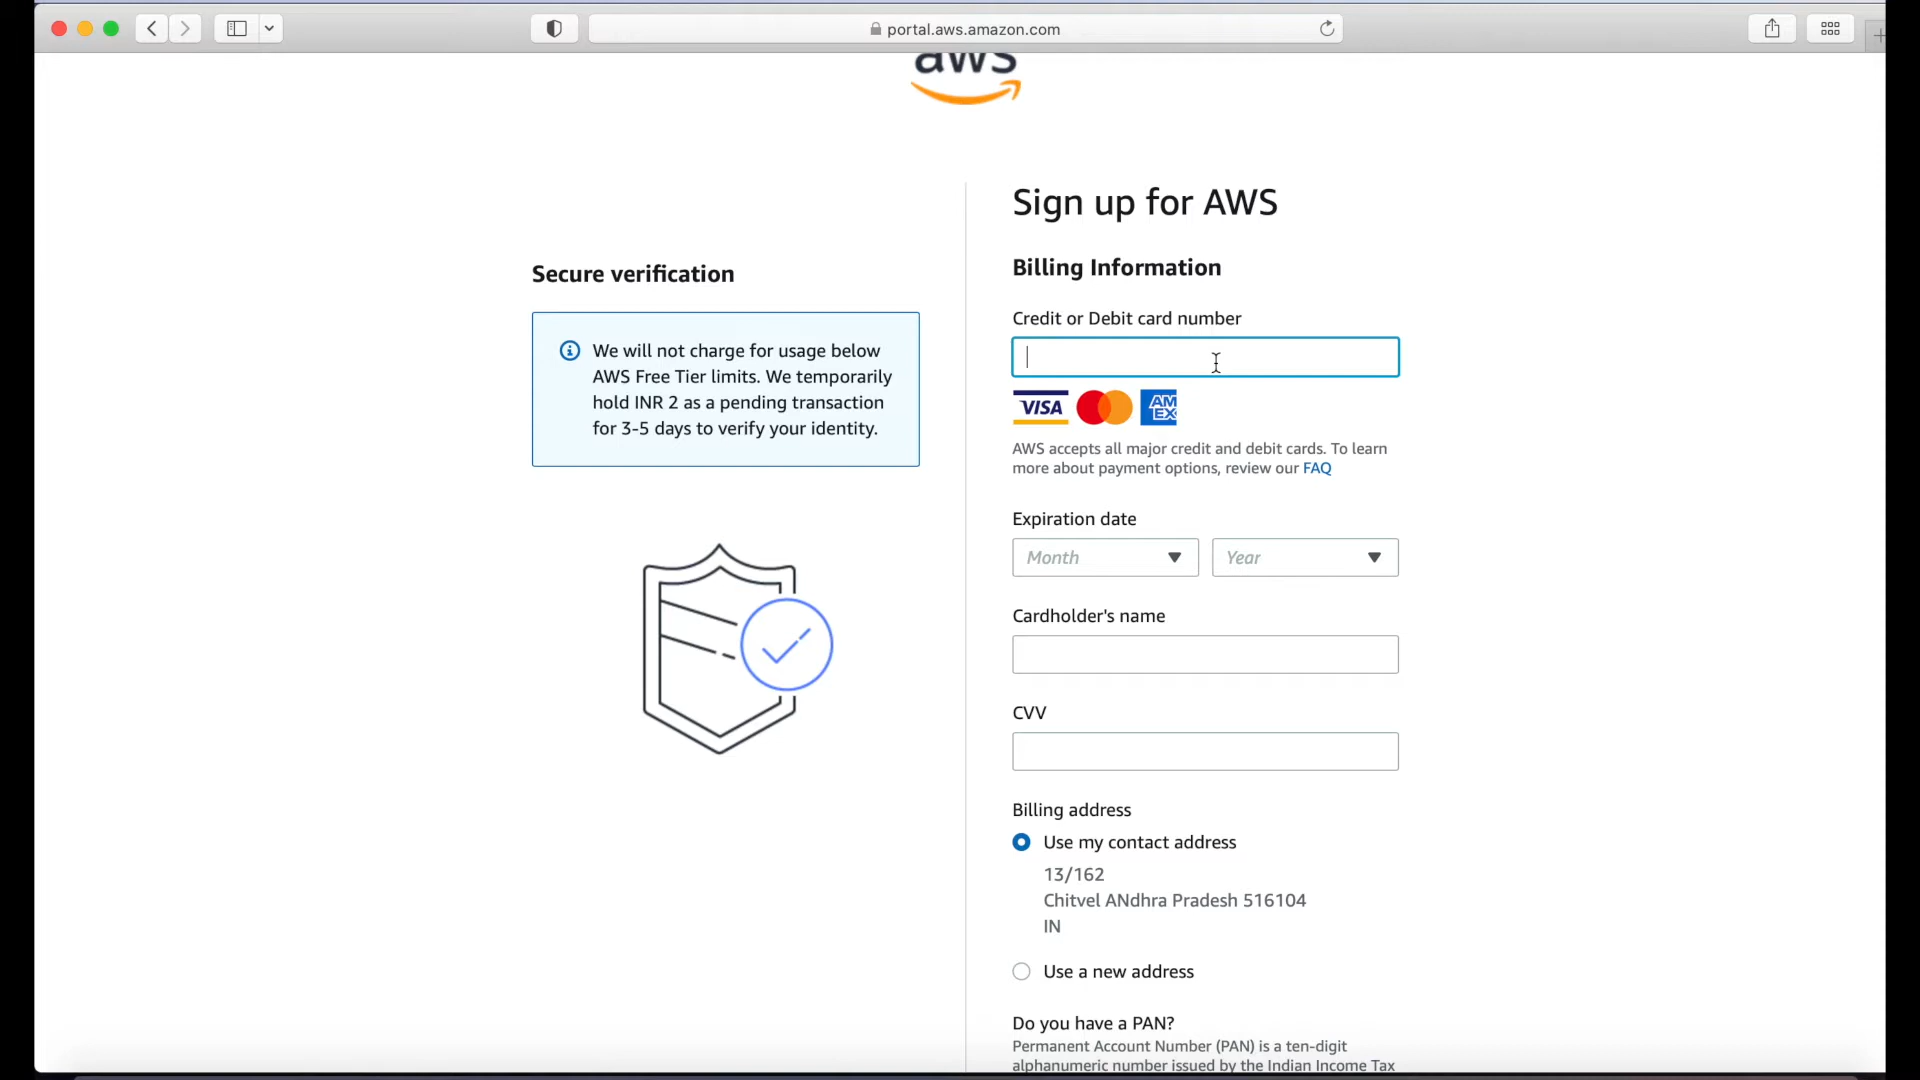 portal.aws.amazon.com
aws
Sign up for AWS
Secure verification
We will not charge for usage below
AWS Free Tier limits. We temporarily
hold INR 2 as a pending transaction
for 3-5 days to verify your identity.
Billing Information
Credit or Debit card number
VISA
AM
EX
AWS accepts all major credit and debit cards. To learn
more about payment options, review our FAQ
Expiration date
Month
Year
Cardholder's name
CVV
Billing address
Use my contact address
13/162
Chitvel ANdhra Pradesh 516104
IN
Use a new address
Do you have a PAN?
Permanent Account Number (PAN) is a ten-digit
alphanumeric number issued by the Indian Income Tax